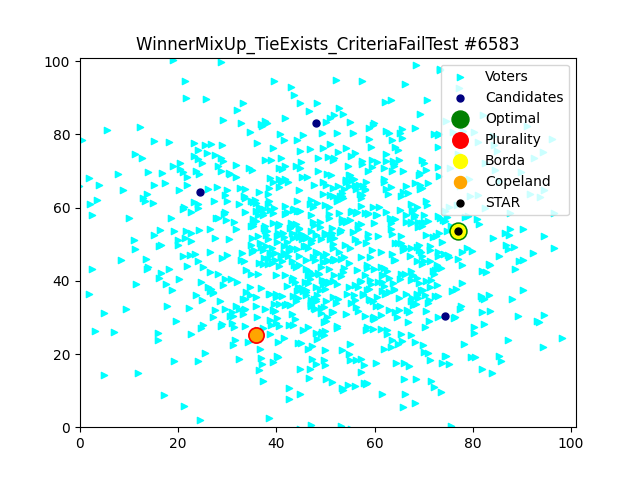 WinnerMixUp_TieExists_CriteriaFailTest #6583
100
80
60
40
20
0
0
20
40
60
80
100
Voters
Candidates
Optimal
Plurality
Borda
Copeland
STAR